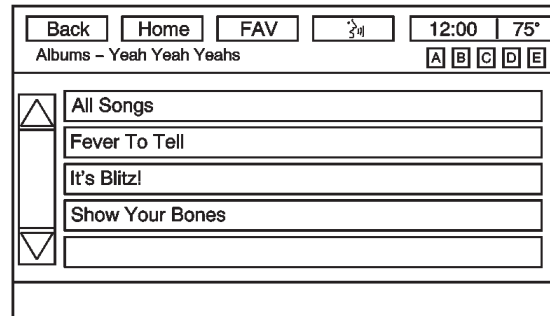 Back Home FAV 12:00 75°
Albums – Yeah Yeah Yeahs A B C D E
All Songs
Fever To Tell
It's Blitz!
Show Your Bones